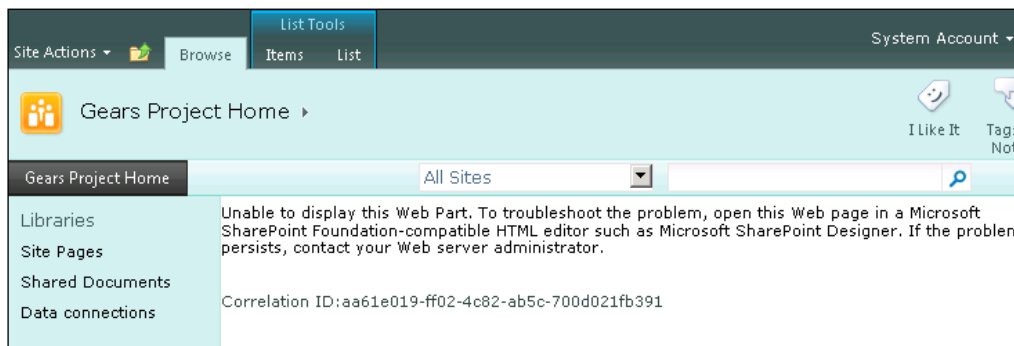 List Tools
Site Actions Browse Items List System Account
Gears Project Home
I Like It Tag: Not
Gears Project Home All Sites
Libraries
Site Pages
Shared Documents
Data connections
Unable to display this Web Part. To troubleshoot the problem, open this Web page in a Microsoft
SharePoint Foundation-compatible HTML editor such as Microsoft SharePoint Designer. If the problem
persists, contact your Web server administrator.
Correlation ID:aa61e019-ff02-4c82-ab5c-700d021fb391